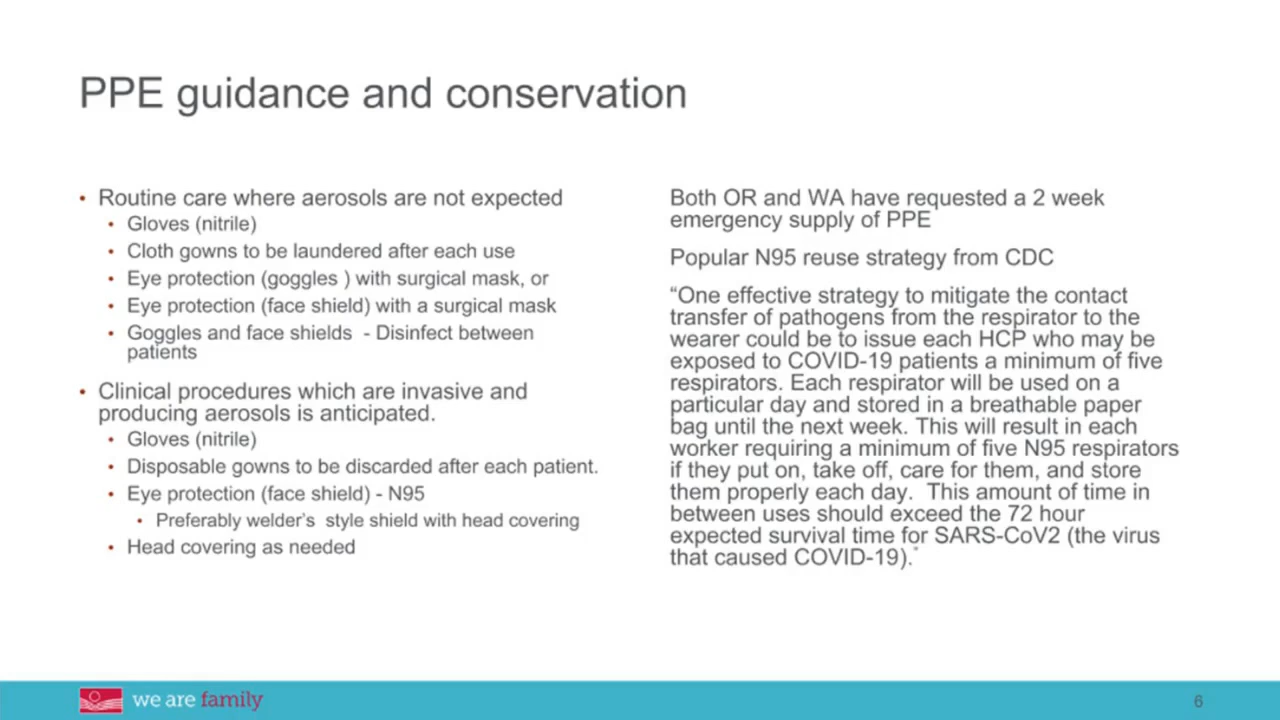 PPE guidance and conservation
• Routine care where aerosols are not expected
• Gloves (nitrile)
• Cloth gowns to be laundered after each use
• Eye protection (goggles ) with surgical mask, or
• Eye protection (face shield) with a surgical mask
• Goggles and face shields - Disinfect between
patients
• Clinical procedures which are invasive and
producing aerosols is anticipated.
• Gloves (nitrile)
• Disposable gowns to be discarded after each patient.
• Eye protection (face shield) - N95
• Preferably welder’s style shield with head covering
• Head covering as needed
Both OR and WA have requested a 2 week
emergency supply of PPE
Popular N95 reuse strategy from CDC
“One effective strategy to mitigate the contact
transfer of pathogens from the respirator to the
wearer could be to issue each HCP who may be
exposed to COVID-19 patients a minimum of five
respirators. Each respirator will be used on a
particular day and stored in a breathable paper
bag until the next week. This will result in each
worker requiring a minimum of five N95 respirators
if they put on, take off, care for them, and store
them properly each day. This amount of time in
between uses should exceed the 72 hour
expected survival time for SARS-CoV2 (the virus
that caused COVID-19).”
we are family
6